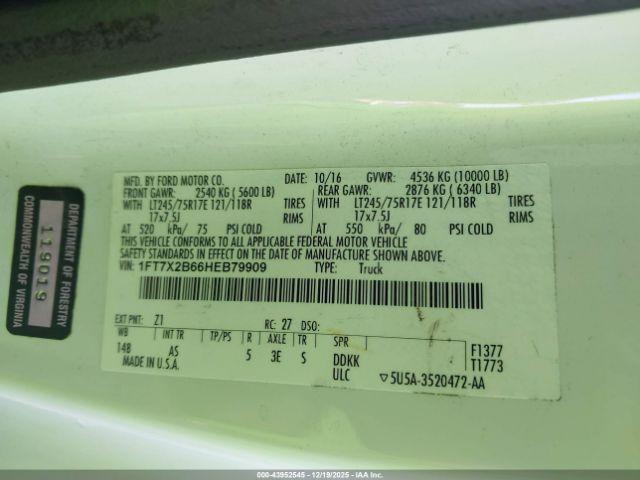 MFD. BY FORD MOTOR CO.
DATE: 10/16 GVWR: 4536 KG (10000 LB)
FRONT GAWR: 2540 KG ( 5600 LB)
REAR GAWR: 2876 KG ( 6340 LB)
WITH LT245/75R17E 121/118R TIRES
WITH LT245/75R17E 121/118R TIRES
17x7.5J RIMS
17x7.5J RIMS
AT 520 kPa/ 75 PSI COLD
AT 550 kPa/ 80 PSI COLD
THIS VEHICLE CONFORMS TO ALL APPLICABLE FEDERAL MOTOR VEHICLE
SAFETY STANDARDS IN EFFECT ON THE DATE OF MANUFACTURE SHOWN ABOVE.
VIN: 1FT7X2B66HEB79909 TYPE: Truck
EXT PNT: Z1 RC: 27 DSO:
WB INT TR TP/PS R AXLE TR SPR
148 AS 5 3E S DDKK F1377
MADE IN U.S.A. ULC T1773
▽5U5A-3520472-AA
DEPARTMENT OF FORESTRY
119019
COMMONWEALTH OF VIRGINIA
000-43952545 - 12/19/2025 - IAA Inc.